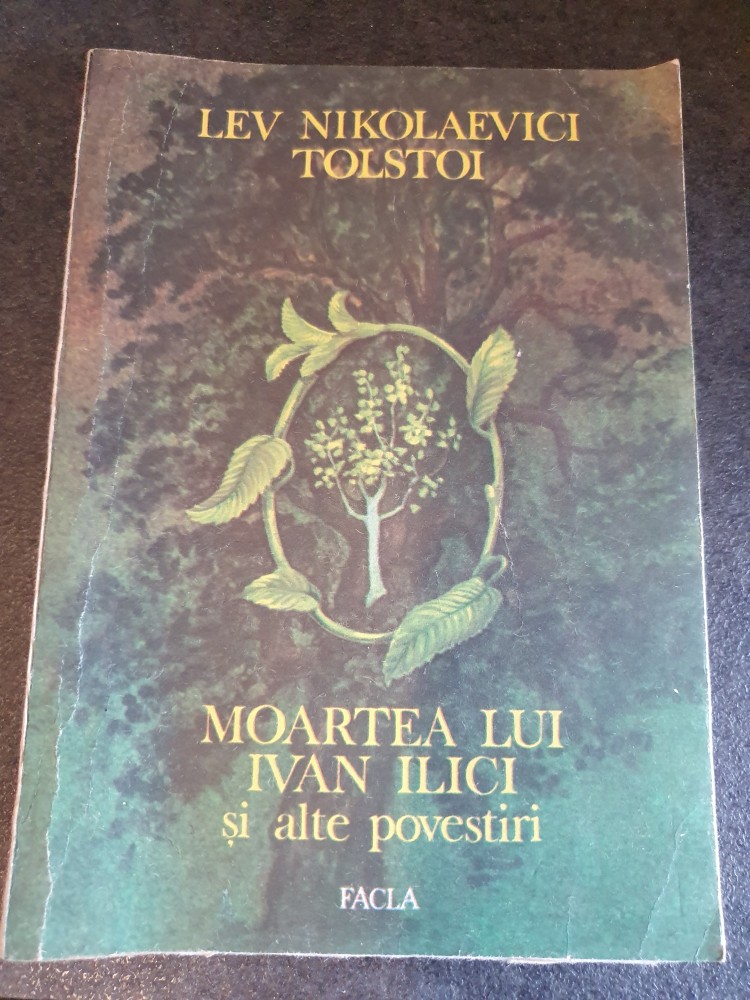 LEV NIKOLAEVICI
TOLSTOI
MOARTEA LUI
IVAN ILICI
și alte povestiri
FACLA